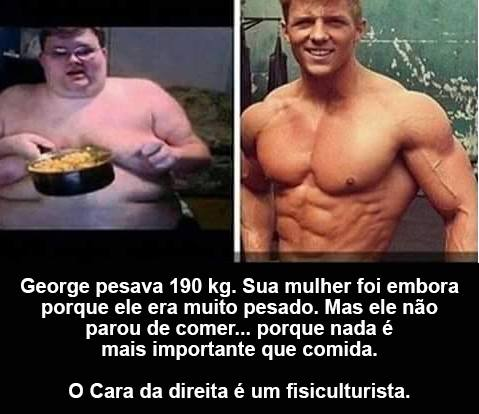 George pesava 190 kg. Sua mulher foi embora
porque ele era muito pesado. Mas ele não
parou de comer... porque nada é
mais importante que comida.
O Cara da direita é um fisiculturista.